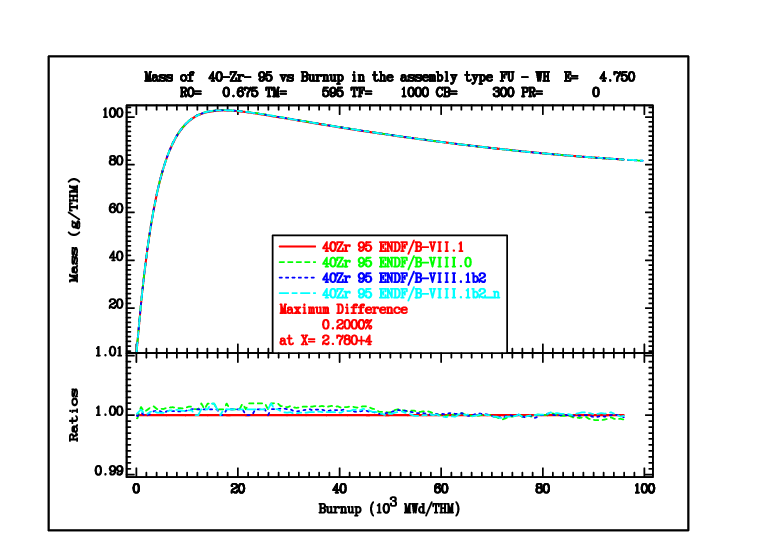 Mass of 40-Zr- 95 vs Burnup in the assembly type FU - WH E= 4.750
RO= 0.675 TM= 595 TF= 1000 CB= 300 PR= 0
100
80
60
40
20
1.01
Mass (g/THM)
40Zr 95 ENDF/B-VII.1
40Zr 95 ENDF/B-VIII.0
40Zr 95 ENDF/B-VIII.1b2
40Zr 95 ENDF/B-VIII.1b2_n
Maximum Difference
0.2000%
at X= 2.780+4
1.01
1.00
0.99
Ratios
0 20 40 60 80 100
Burnup (10³ MWd/THM)